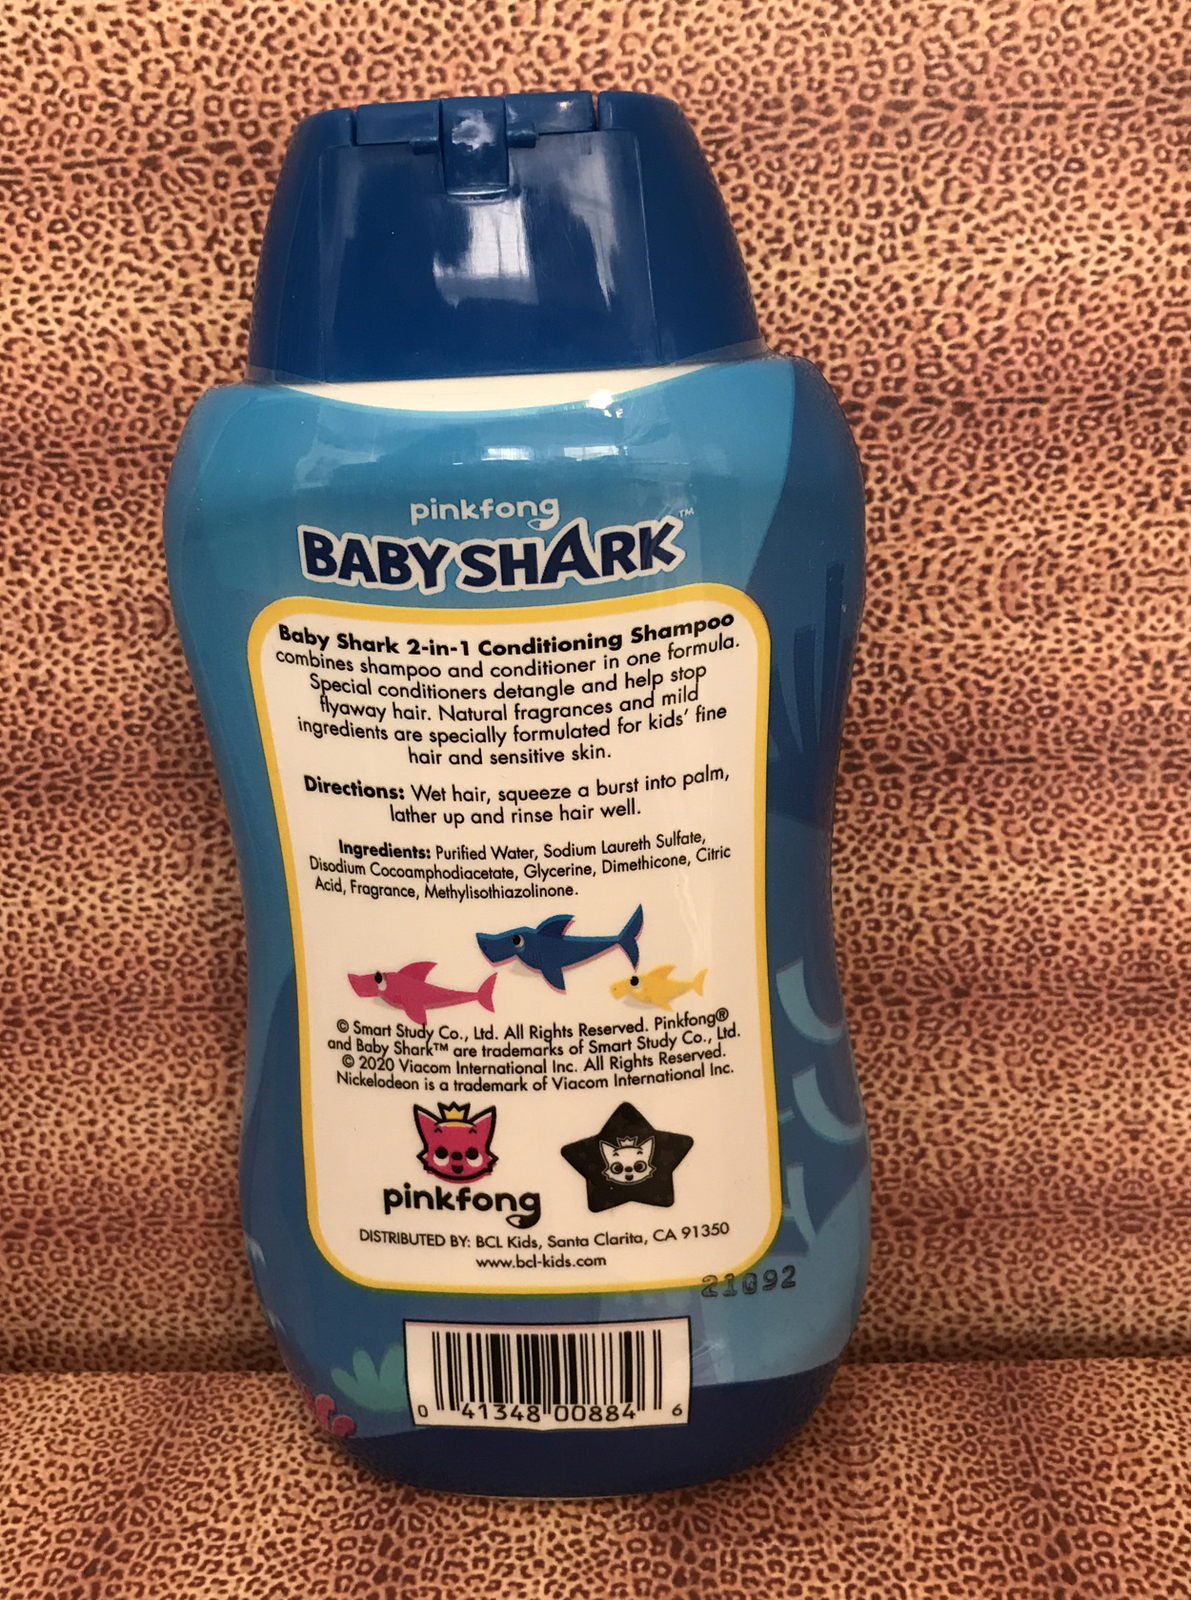 pinkfong
BABY SHARK™
Baby Shark 2-in-1 Conditioning Shampoo
combines shampoo and conditioner in one formula.
Special conditioners detangle and help stop
flyaway hair. Natural fragrances and mild
ingredients are specially formulated for kids' fine
hair and sensitive skin.
Directions: Wet hair, squeeze a burst into palm,
lather up and rinse hair well.
Ingredients: Purified Water, Sodium Laureth Sulfate,
Disodium Cocoamphodiacetate, Glycerine, Dimethicone, Citric
Acid, Fragrance, Methylisothiazolinone.
© Smart Study Co., Ltd. All Rights Reserved. Pinkfong®
and Baby Shark™ are trademarks of Smart Study Co., Ltd.
© 2020 Viacom International Inc. All Rights Reserved.
Nickelodeon is a trademark of Viacom International Inc.
pinkfong
DISTRIBUTED BY: BCL Kids, Santa Clarita, CA 91350
www.bcl-kids.com
21092
0 41348 00884 6